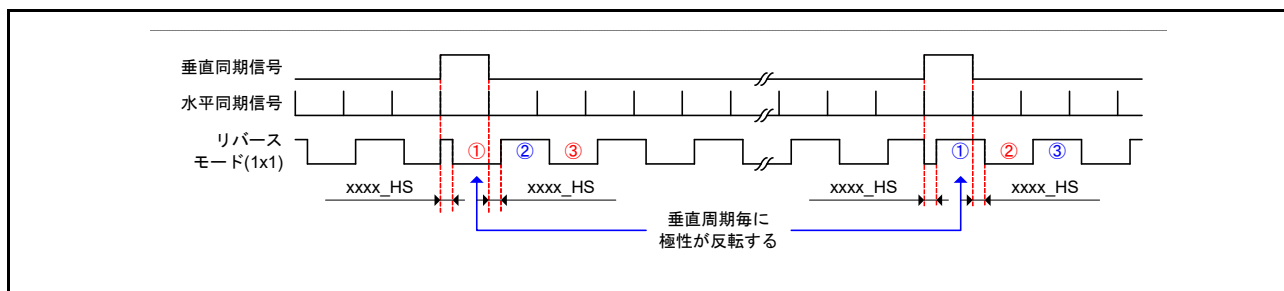 垂直同期信号
水平同期信号
リバース
モード(1x1)
① ② ③ ① ② ③
xxxx_HS xxxx_HS xxxx_HS xxxx_HS
垂直周期毎に
極性が反転する